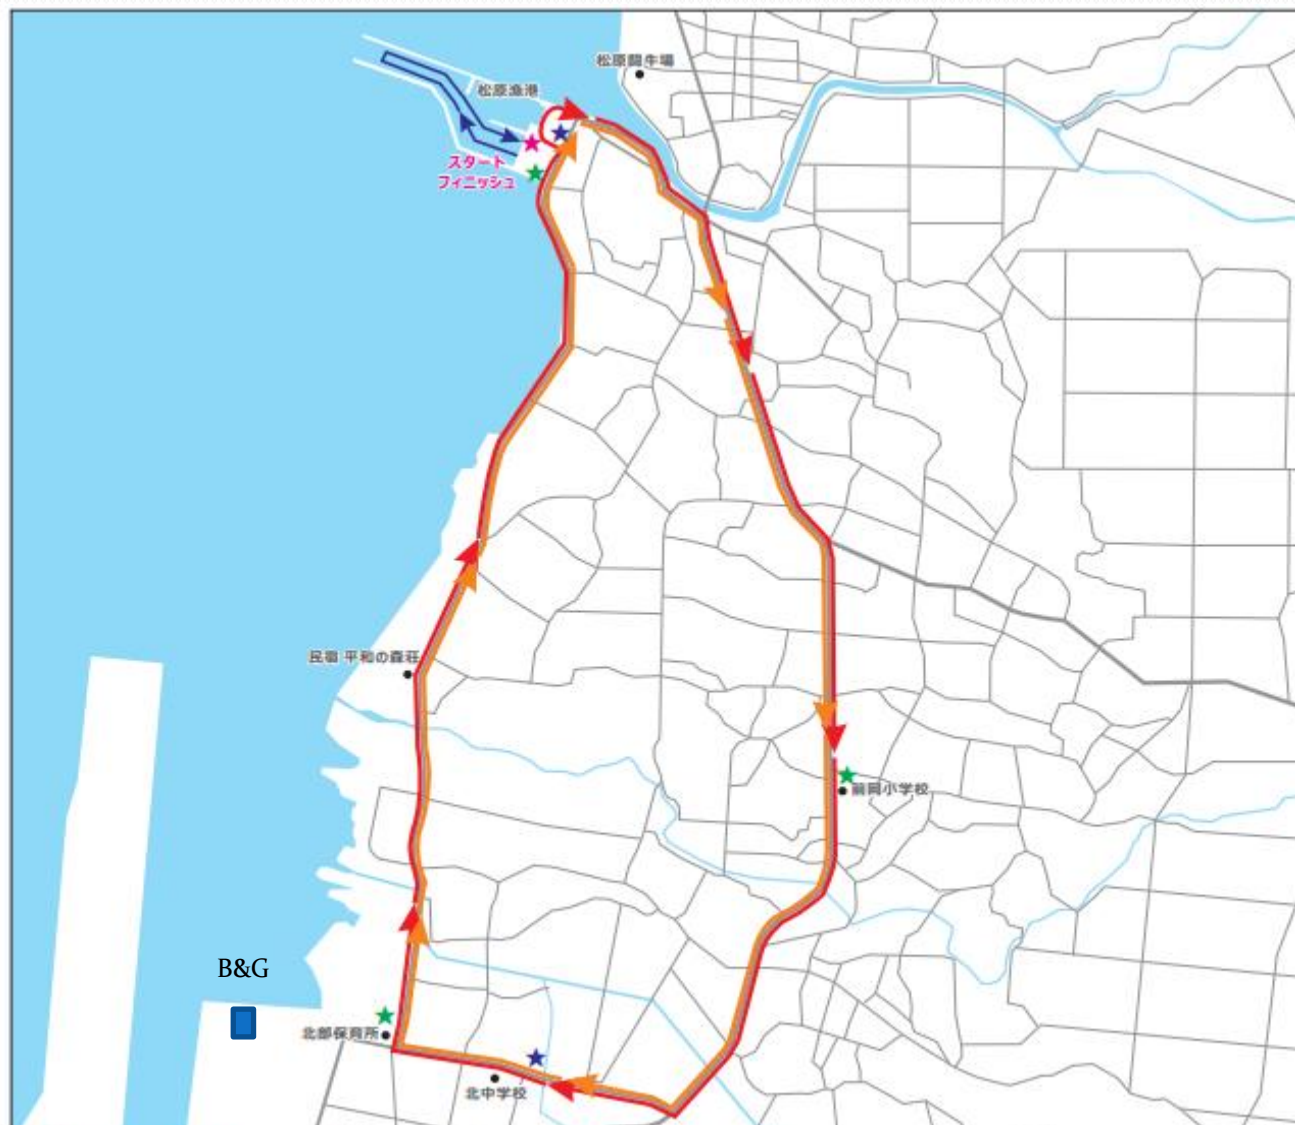 松原闘牛場
松原漁港
スタート
フィニッシュ
民宿 平和の森荘
前岡小学校
B&G
北部保育所
北中学校